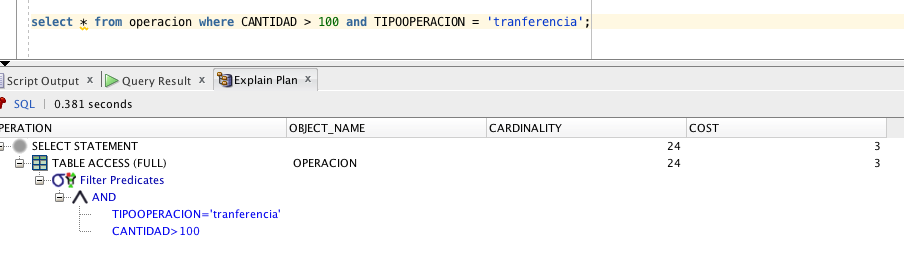 select * from operacion where CANTIDAD > 100 and TIPOOPERACION = 'tranferencia';
Script Output x Query Result x Explain Plan x
SQL | 0.381 seconds
PERATION OBJECT_NAME CARDINALITY COST
SELECT STATEMENT 24 3
TABLE ACCESS (FULL) OPERACION 24 3
Filter Predicates
AND
TIPOOPERACION='tranferencia'
CANTIDAD>100